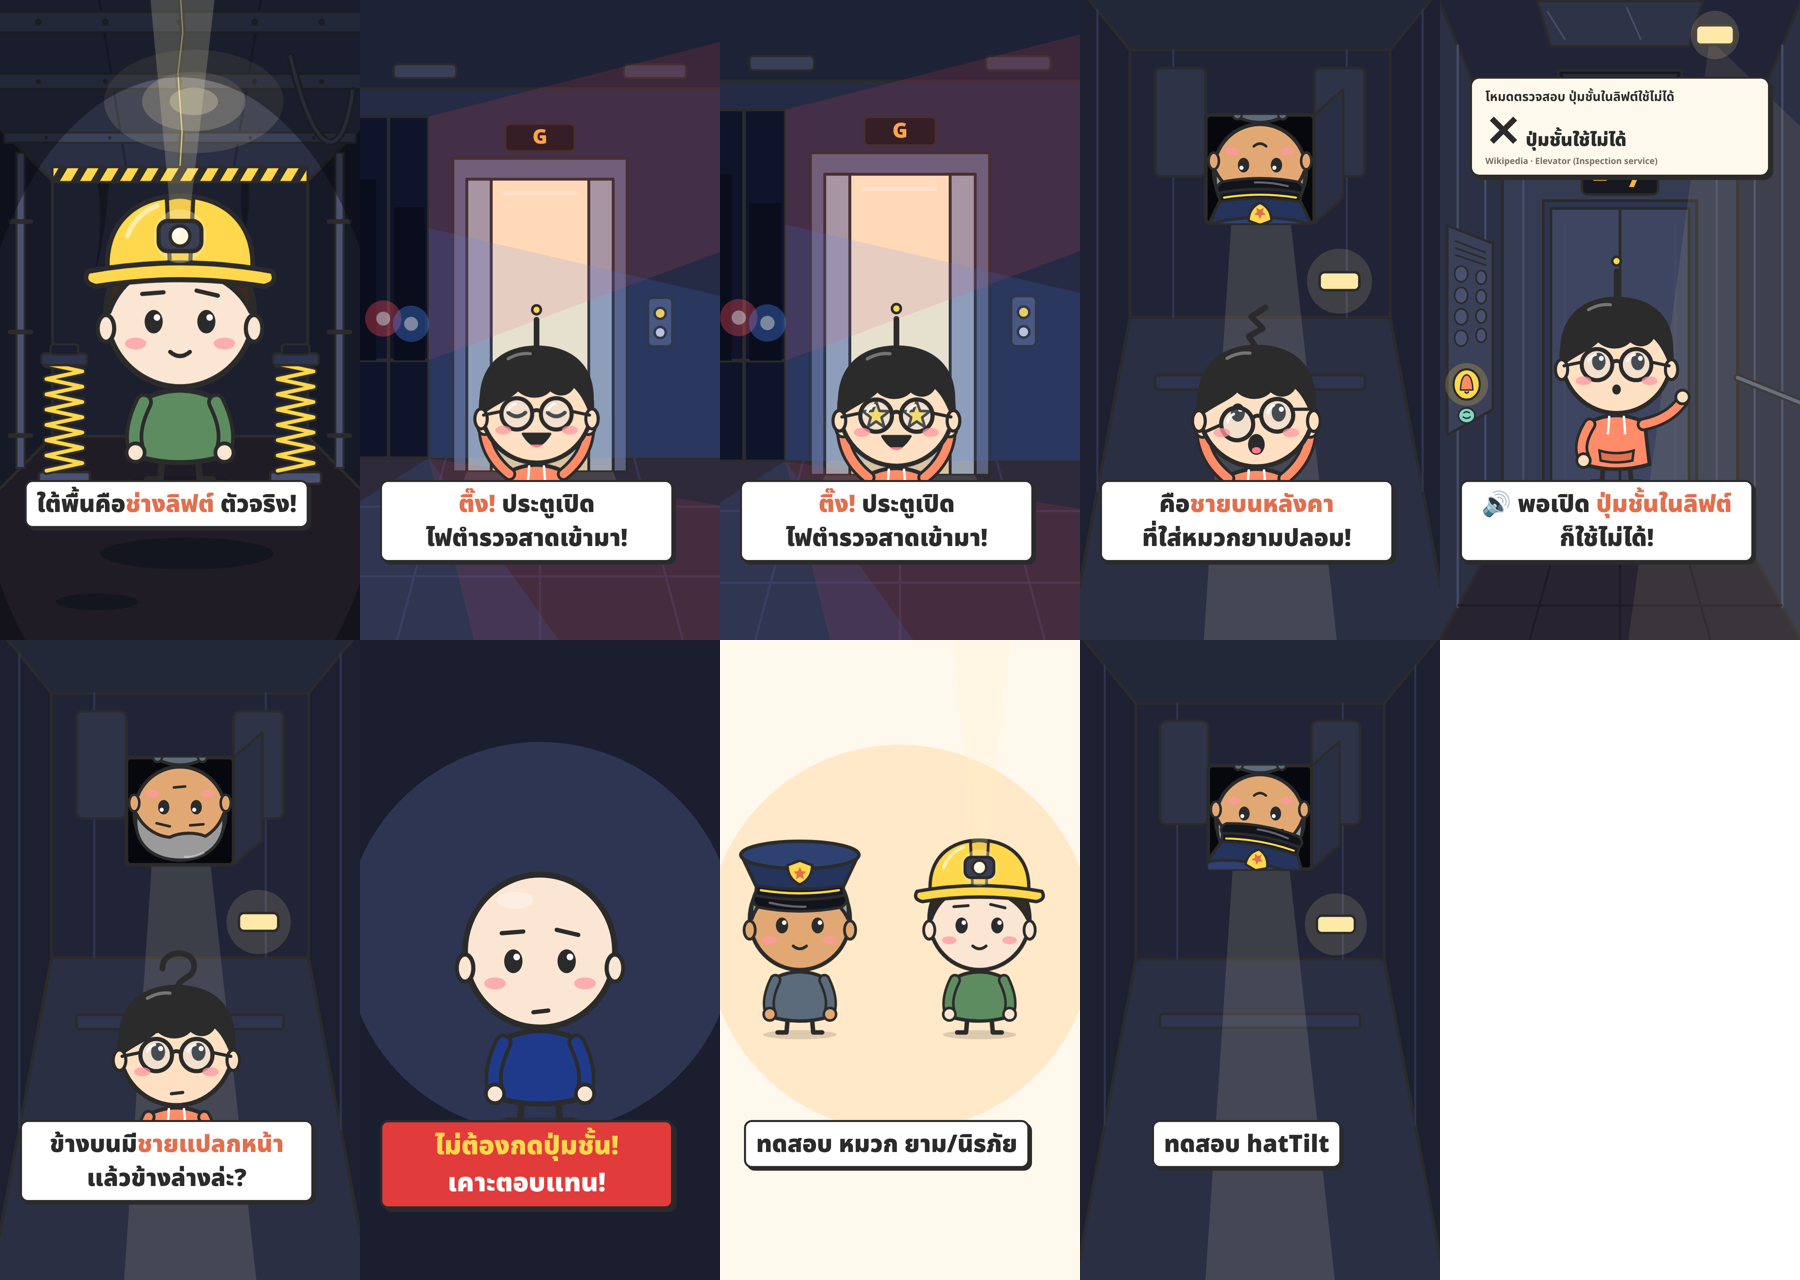 ใต้พื้นคือช่างลิฟต์ ตัวจริง!
G
ติ๊ง! ประตูเปิด
ไฟตำรวจสาดเข้ามา!
G
ติ๊ง! ประตูเปิด
ไฟตำรวจสาดเข้ามา!
คือชายบนหลังคา
ที่ใส่หมวกยามปลอม!
โหมดตรวจสอบ ปุ่มชั้นในลิฟต์ใช้ไม่ได้
✕ ปุ่มชั้นใช้ไม่ได้
Wikipedia · Elevator (Inspection service)
🔊 พอเปิด ปุ่มชั้นในลิฟต์
ก็ใช้ไม่ได้!
ข้างบนมีชายแปลกหน้า
แล้วข้างล่างล่ะ?
ไม่ต้องกดปุ่มชั้น!
เคาะตอบแทน!
ทดสอบ หมวก ยาม/นิรภัย
ทดสอบ hatTilt